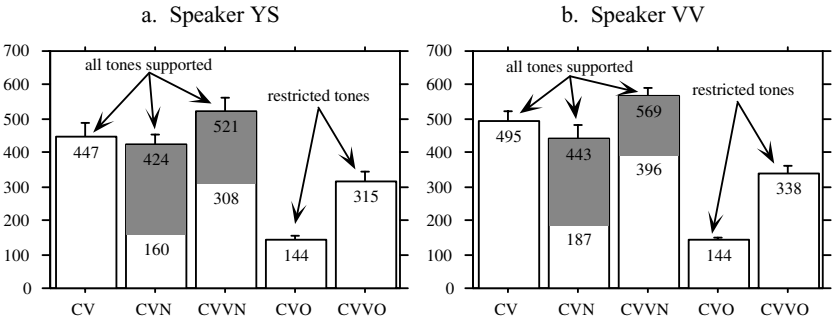 a. Speaker YS
b. Speaker VV
700
600
500
400
300
200
100
0
all tones supported
restricted tones
447
424
160
521
308
144
315
CV
CVN
CVVN
CVO
CVVO
700
600
500
400
300
200
100
0
all tones supported
restricted tones
495
443
187
569
396
144
338
CV
CVN
CVVN
CVO
CVVO